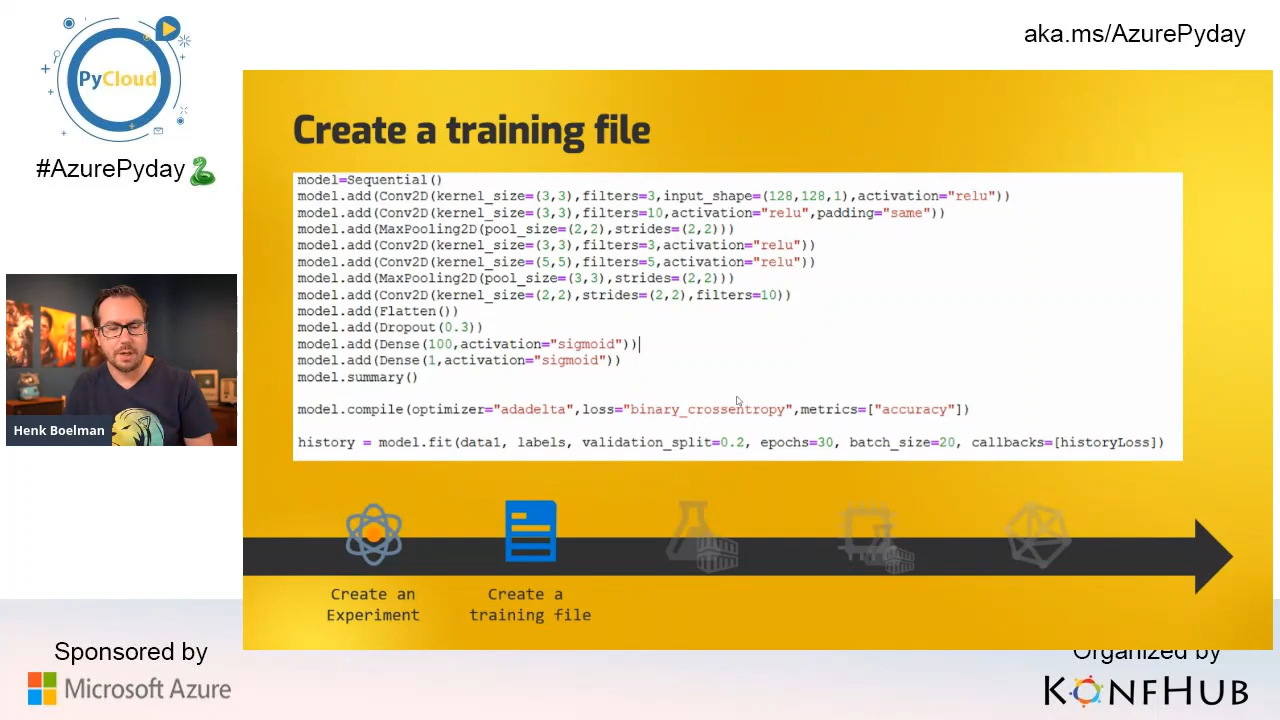 PyCloud
aka.ms/AzurePyday
#AzurePyday
Create a training file
model=Sequential()
model.add(Conv2D(kernel_size=(3,3),filters=3,input_shape=(128,128,1),activation="relu"))
model.add(Conv2D(kernel_size=(3,3),filters=10,activation="relu",padding="same"))
model.add(MaxPooling2D(pool_size=(2,2),strides=(2,2)))
model.add(Conv2D(kernel_size=(3,3),filters=3,activation="relu"))
model.add(Conv2D(kernel_size=(5,5),filters=5,activation="relu"))
model.add(MaxPooling2D(pool_size=(3,3),strides=(2,2)))
model.add(Conv2D(kernel_size=(2,2),strides=(2,2),filters=10))
model.add(Flatten())
model.add(Dropout(0.3))
model.add(Dense(100,activation="sigmoid"))
model.add(Dense(1,activation="sigmoid"))
model.summary()
model.compile(optimizer="adadelta",loss="binary_crossentropy",metrics=["accuracy"])
history = model.fit(data1, labels, validation_split=0.2, epochs=30, batch_size=20, callbacks=[historyLoss])
Henk Boelman
Create an
Experiment
Create a
training file
Sponsored by
Microsoft Azure
Organized by
KONFHUB